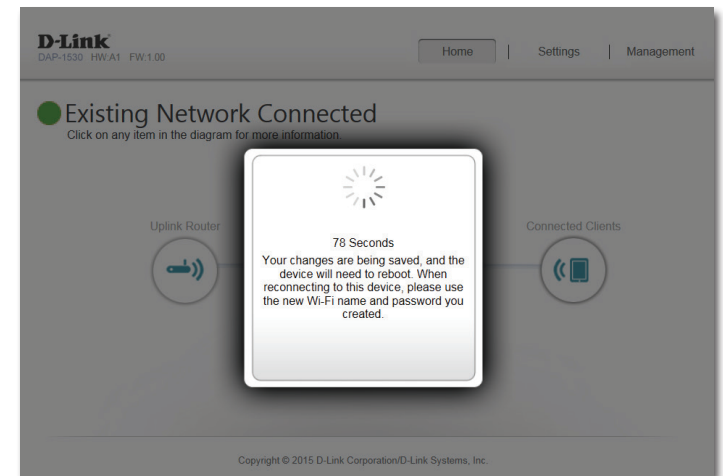 D-Link
DAP-1530 HW:A1 FW:1.00
Home | Settings | Management
Existing Network Connected
Click on any item in the diagram for more information.
Uplink Router
Connected Clients
78 Seconds
Your changes are being saved, and the
device will need to reboot. When
reconnecting to this device, please use
the new Wi-Fi name and password you
created.
Copyright © 2015 D-Link Corporation/D-Link Systems, Inc.